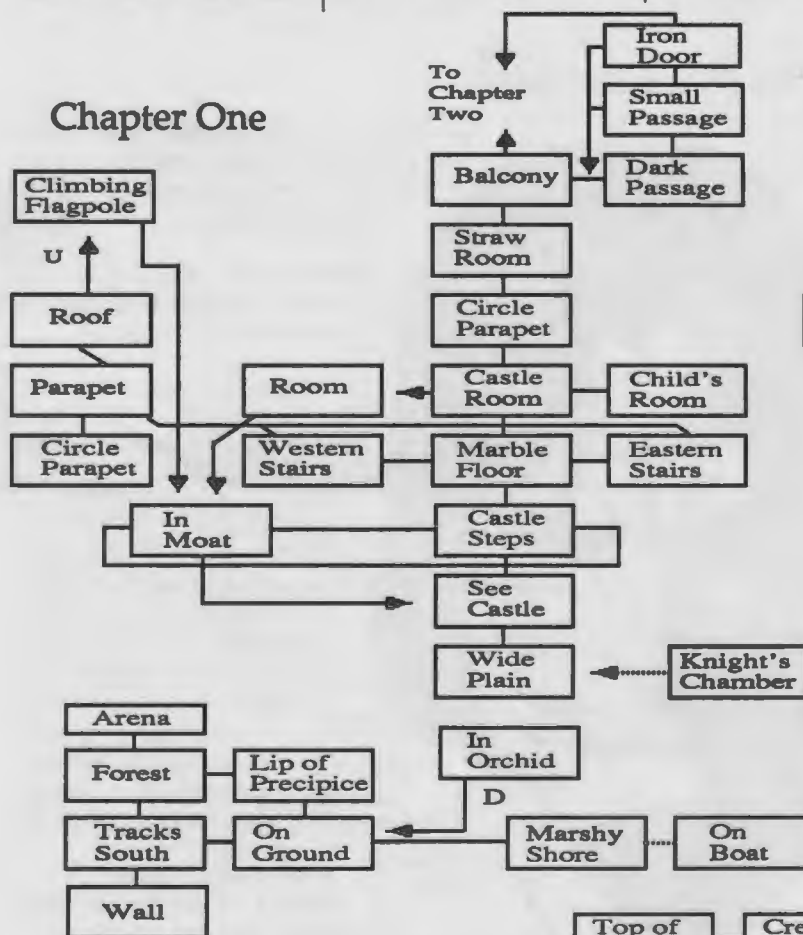 Iron
Door
To
Chapter
Two
Small
Passage
Chapter One
Climbing
Flagpole
Balcony
Dark
Passage
U
Straw
Room
Roof
Circle
Parapet
Parapet
Room
Castle
Room
Child's
Room
Circle
Parapet
Western
Stairs
Marble
Floor
Eastern
Stairs
In
Moat
Castle
Steps
See
Castle
Wide
Plain
Knight's
Chamber
Arena
In
Orchid
Forest
Lip of
Precipice
D
Tracks
South
On
Ground
Marshy
Shore
On
Boat
Wall
Top of
Cre